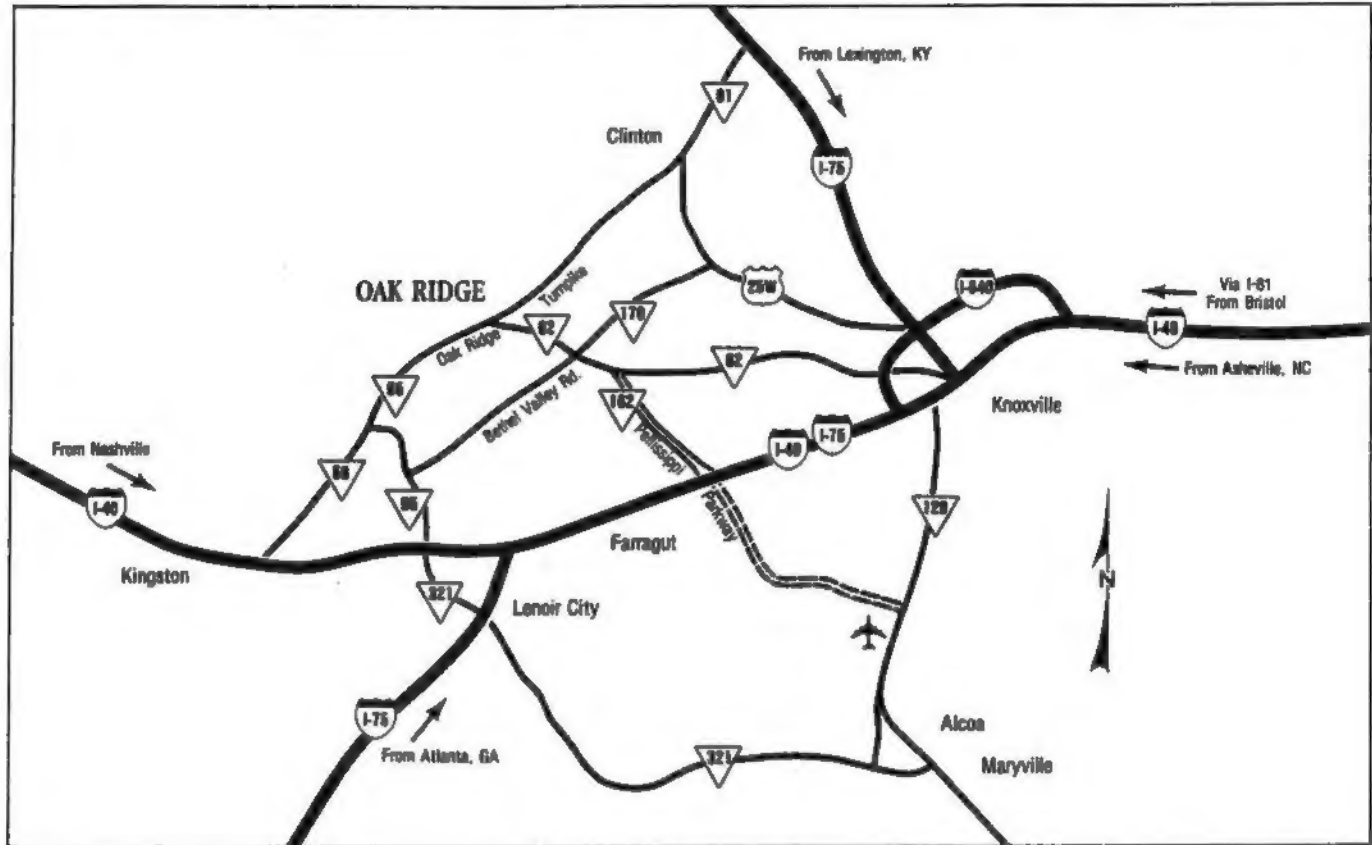 From Lexington, KY
61
Clinton
I-75
OAK RIDGE
Turnpike
25W
I-640
Via I-81
From Bristol
I-40
From Asheville, NC
170
62
Oak Ridge
62
95
Bethel Valley Rd.
162
Pellissippi
Parkway
Knoxville
I-40
I-75
From Nashville
I-40
58
95
129
Farragut
Kingston
N
321
Lenoir City
I-75
From Atlanta, GA
321
Alcoa
Maryville